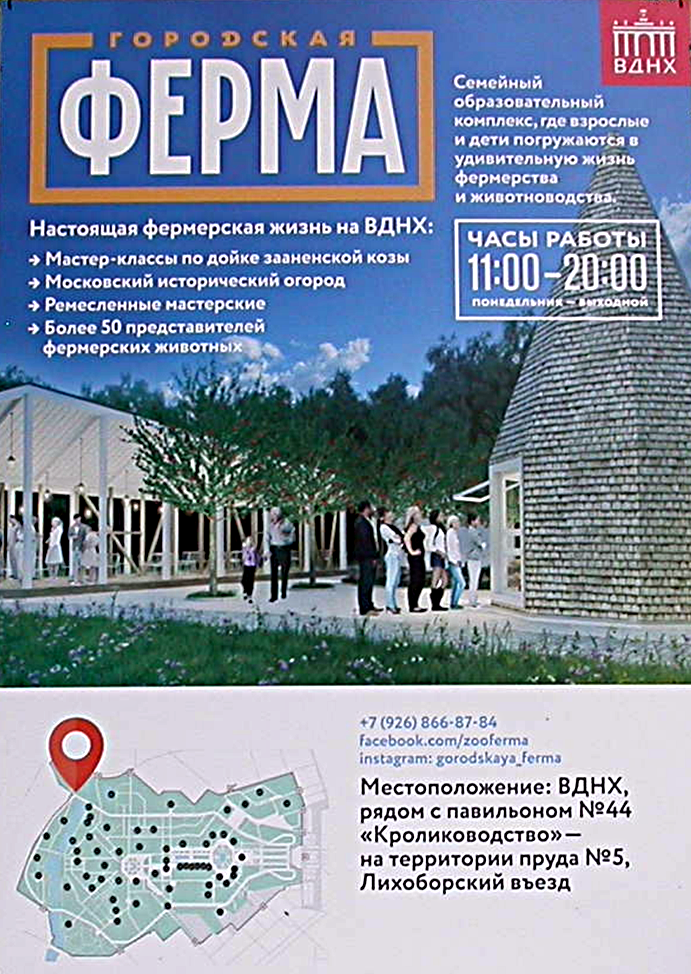 ГОРОДСКАЯ
ФЕРМА
ВДНХ
Семейный
образовательный
комплекс, где взрослые
и дети погружаются в
удивительную жизнь
фермерства
и животноводства.
Настоящая фермерская жизнь на ВДНХ:
→ Мастер-классы по дойке зааненской козы
→ Московский исторический огород
→ Ремесленные мастерские
→ Более 50 представителей
фермерских животных
ЧАСЫ РАБОТЫ
11:00–20:00
ПОНЕДЕЛЬНИК — ВЫХОДНОЙ
+7 (926) 866-87-84
facebook.com/zooferma
instagram: gorodskaya_ferma
Местоположение: ВДНХ,
рядом с павильоном №44
«Кролиководство»—
на территории пруда №5,
Лихоборский въезд